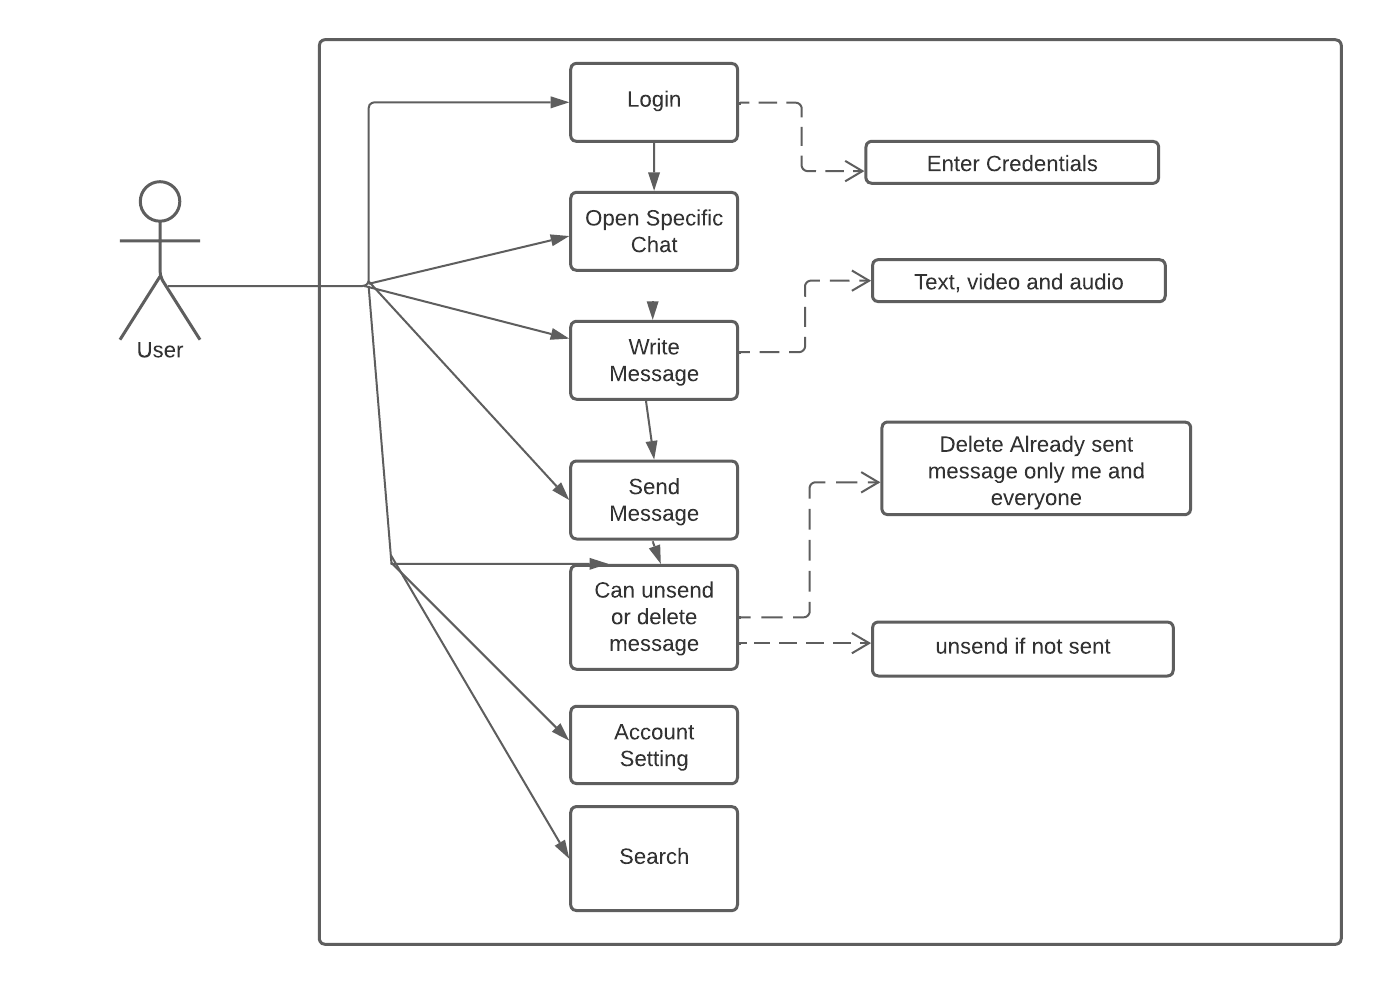 Login
Enter Credentials
Open Specific
Chat
Text, video and audio
User
Write
Message
Delete Already sent
message only me and
everyone
Send
Message
Can unsend
or delete
message
unsend if not sent
Account
Setting
Search